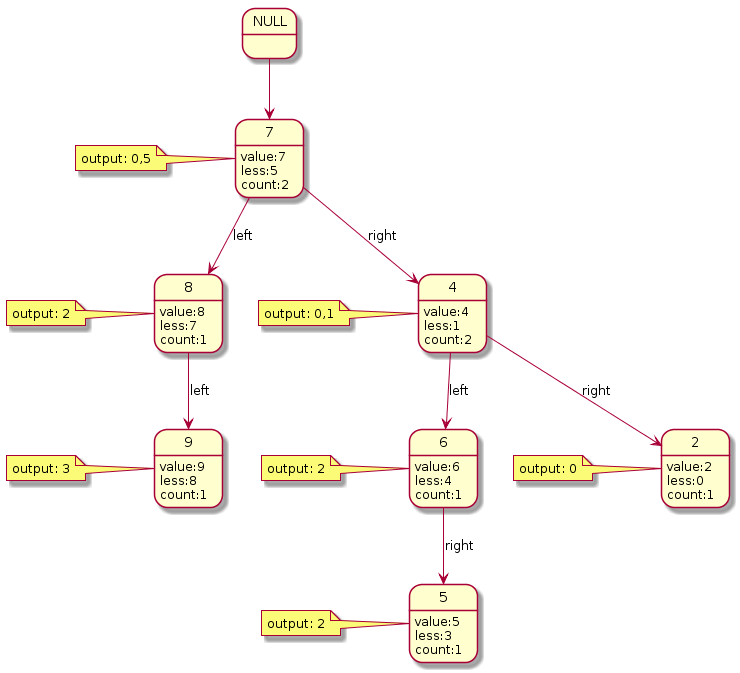 NULL
7
output: 0,5
value:7
less:5
count:2
left
right
8
output: 2
value:8
less:7
count:1
4
output: 0,1
value:4
less:1
count:2
left
left
right
9
output: 3
value:9
less:8
count:1
6
output: 2
value:6
less:4
count:1
2
output: 0
value:2
less:0
count:1
right
5
output: 2
value:5
less:3
count:1